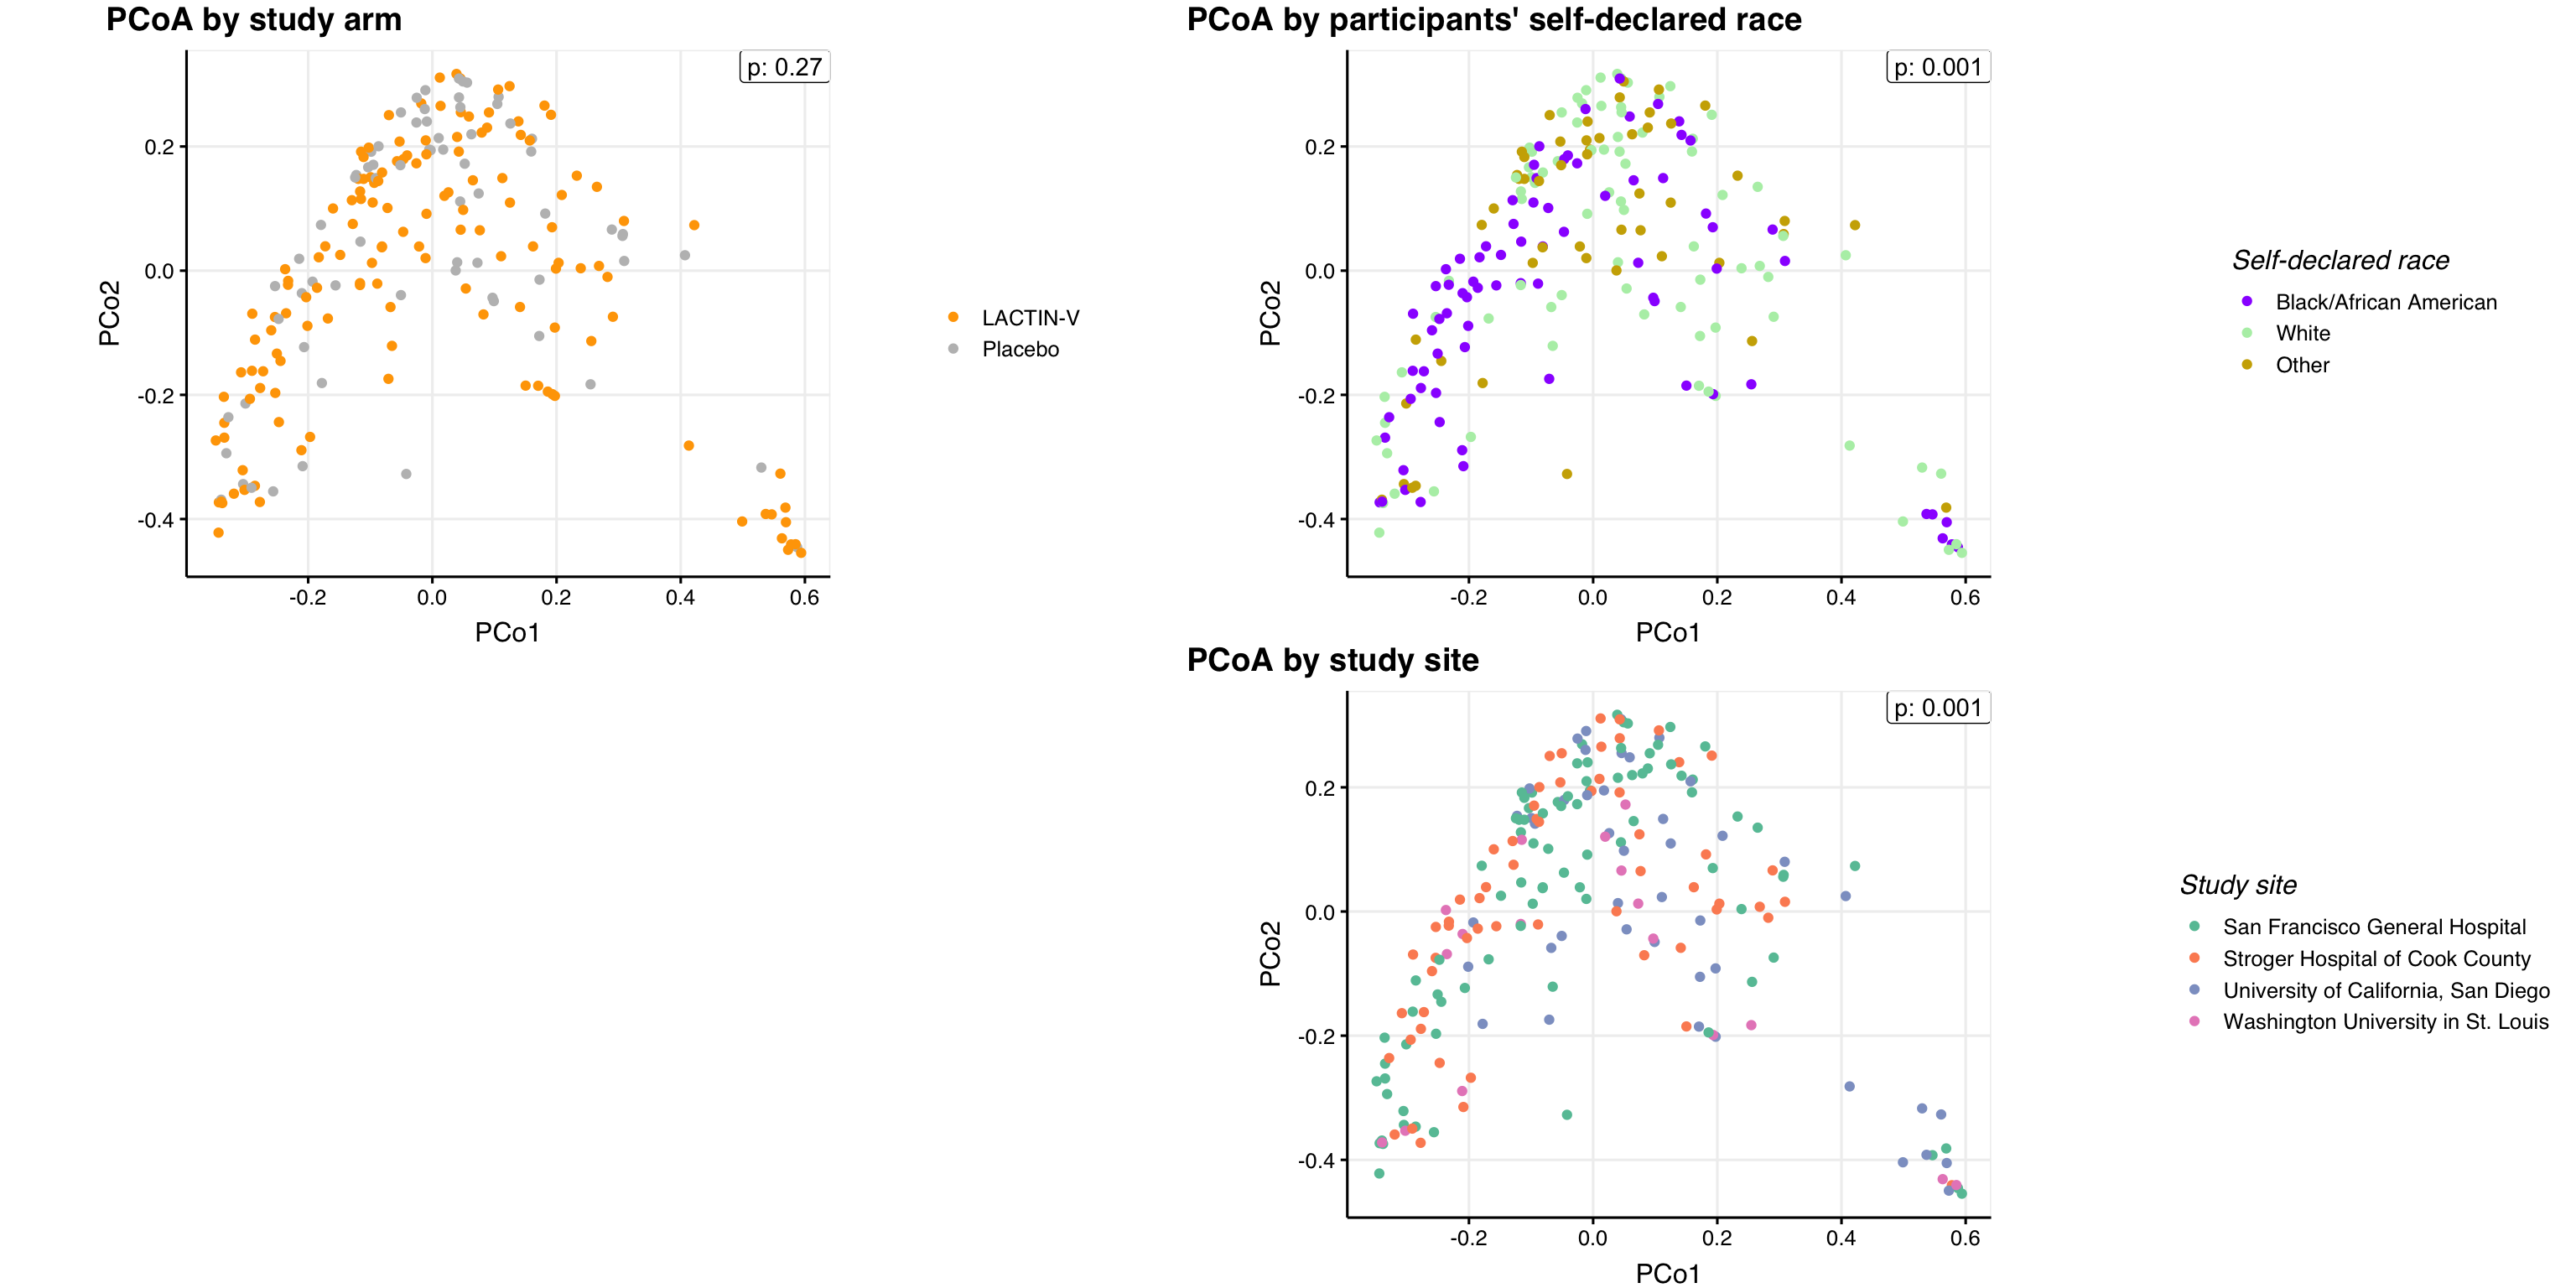 PCoA by study arm
p: 0.27
PCo2
0.2
0.0
-0.2
-0.4
-0.2 0.0 0.2 0.4 0.6
PCo1
LACTIN-V
Placebo
PCoA by participants' self-declared race
p: 0.001
PCo2
0.2
0.0
-0.2
-0.4
-0.2 0.0 0.2 0.4 0.6
PCo1
Self-declared race
Black/African American
White
Other
PCoA by study site
p: 0.001
PCo2
0.2
0.0
-0.2
-0.4
-0.2 0.0 0.2 0.4 0.6
PCo1
Study site
San Francisco General Hospital
Stroger Hospital of Cook County
University of California, San Diego
Washington University in St. Louis